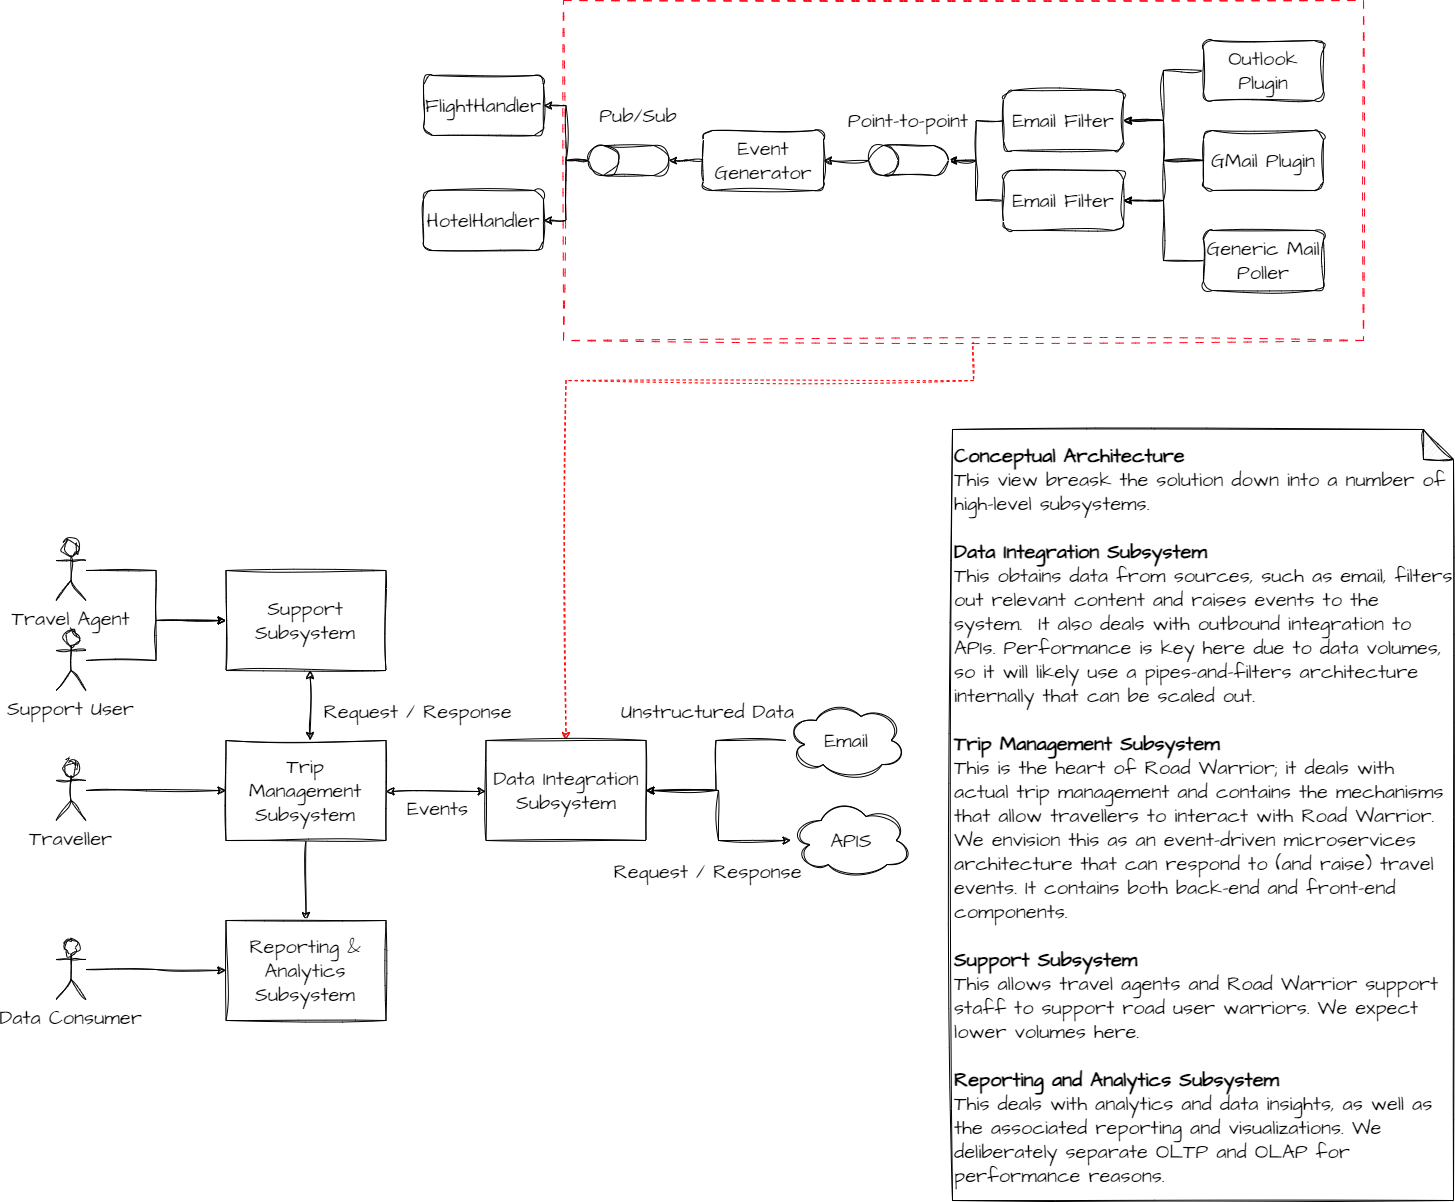 Outlook
Plugin
FlightHandler
Pub/Sub
Point-to-point
Email Filter
Event
Generator
GMail Plugin
Email Filter
HotelHandler
Generic Mail
Poller
Conceptual Architecture
This view breask the solution down into a number of
high-level subsystems.
Data Integration Subsystem
This obtains data from sources, such as email, filters
out relevant content and raises events to the
system.  It also deals with outbound integration to
APIs. Performance is key here due to data volumes,
so it will likely use a pipes-and-filters architecture
internally that can be scaled out.
Trip Management Subsystem
This is the heart of Road Warrior; it deals with
actual trip management and contains the mechanisms
that allow travellers to interact with Road Warrior.
We envision this as an event-driven microservices
architecture that can respond to (and raise) travel
events. It contains both back-end and front-end
components.
Support Subsystem
This allows travel agents and Road Warrior support
staff to support road user warriors. We expect
lower volumes here.
Reporting and Analytics Subsystem
This deals with analytics and data insights, as well as
the associated reporting and visualizations. We
deliberately separate OLTP and OLAP for
performance reasons.
Travel Agent
Support
Subsystem
Support User
Request / Response
Unstructured Data
Email
Trip
Management
Subsystem
Events
Data Integration
Subsystem
Traveller
APIS
Request / Response
Reporting &
Analytics
Subsystem
Data Consumer